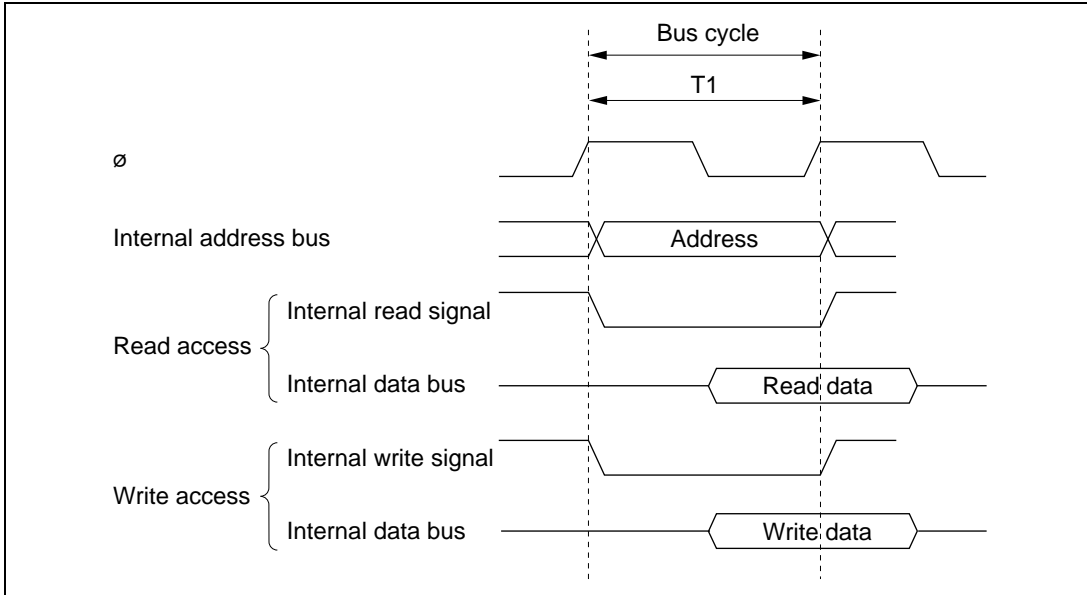 Bus cycle
T1
ø
Internal address bus
Address
Internal read signal
Read access
Internal data bus
Read data
Internal write signal
Write access
Internal data bus
Write data